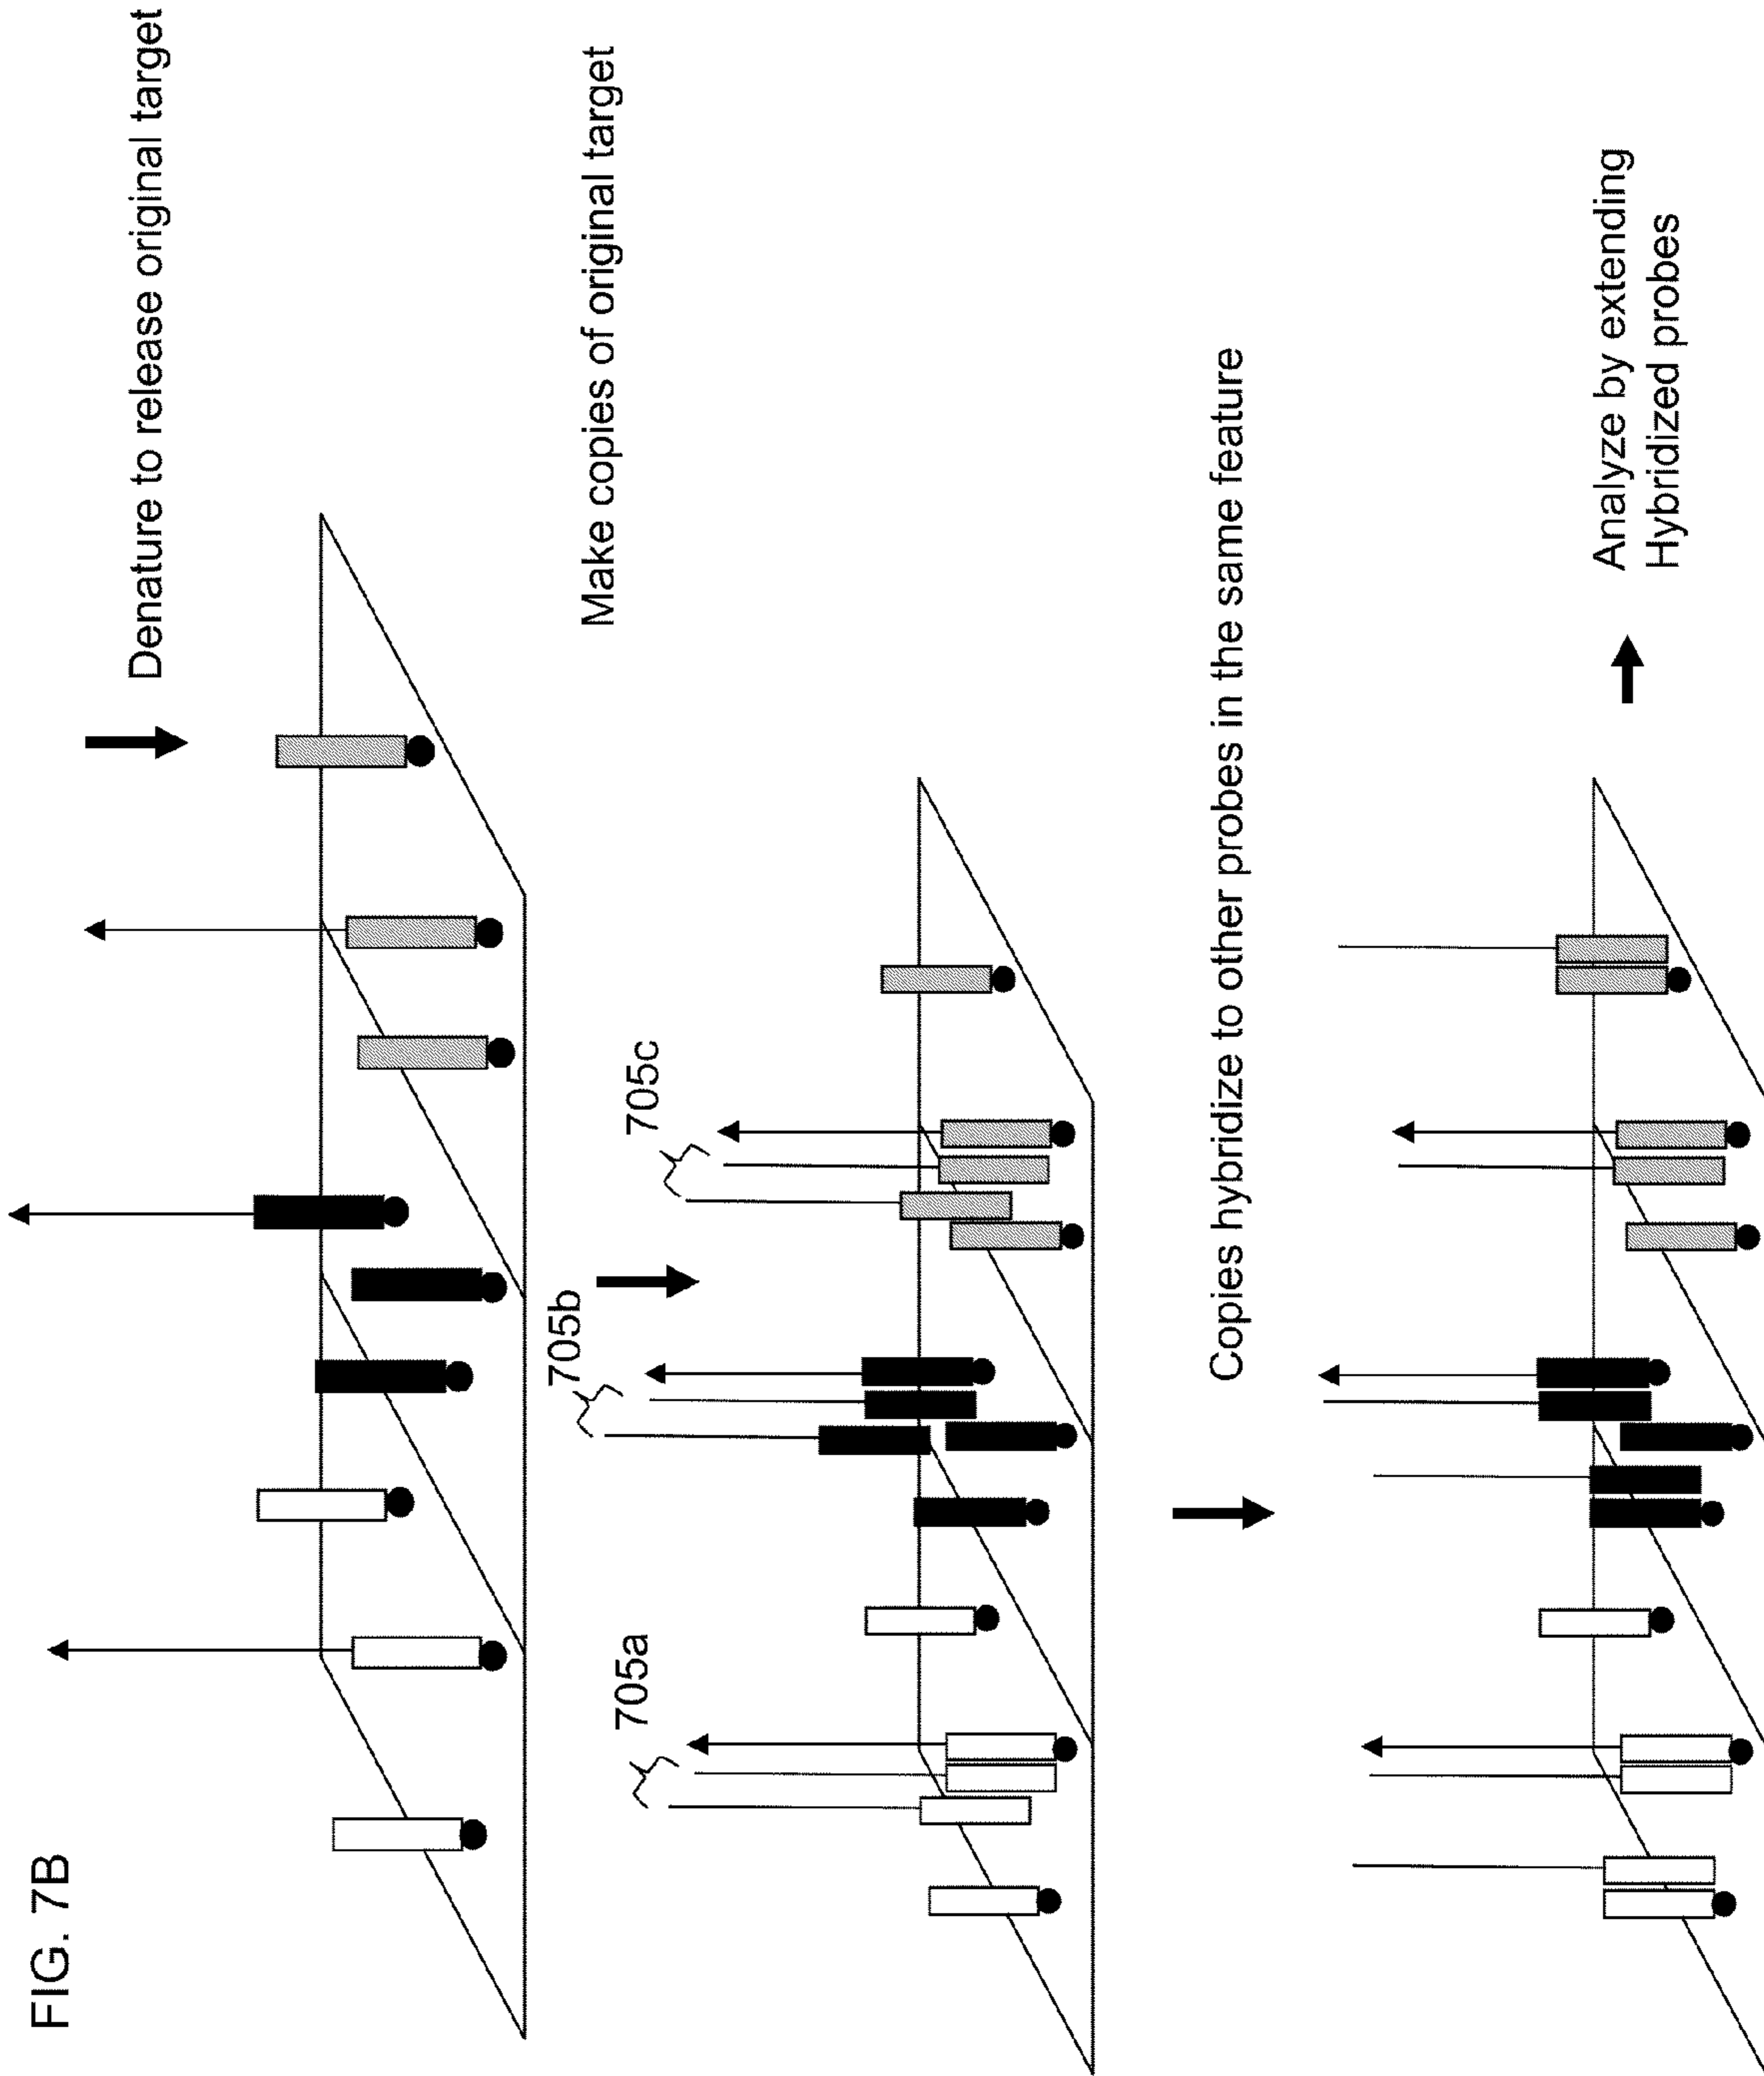 FIG. 7B
Denature to release original target
Make copies of original target
705a
705b
705c
Copies hybridize to other probes in the same feature
Analyze by extending
Hybridized probes